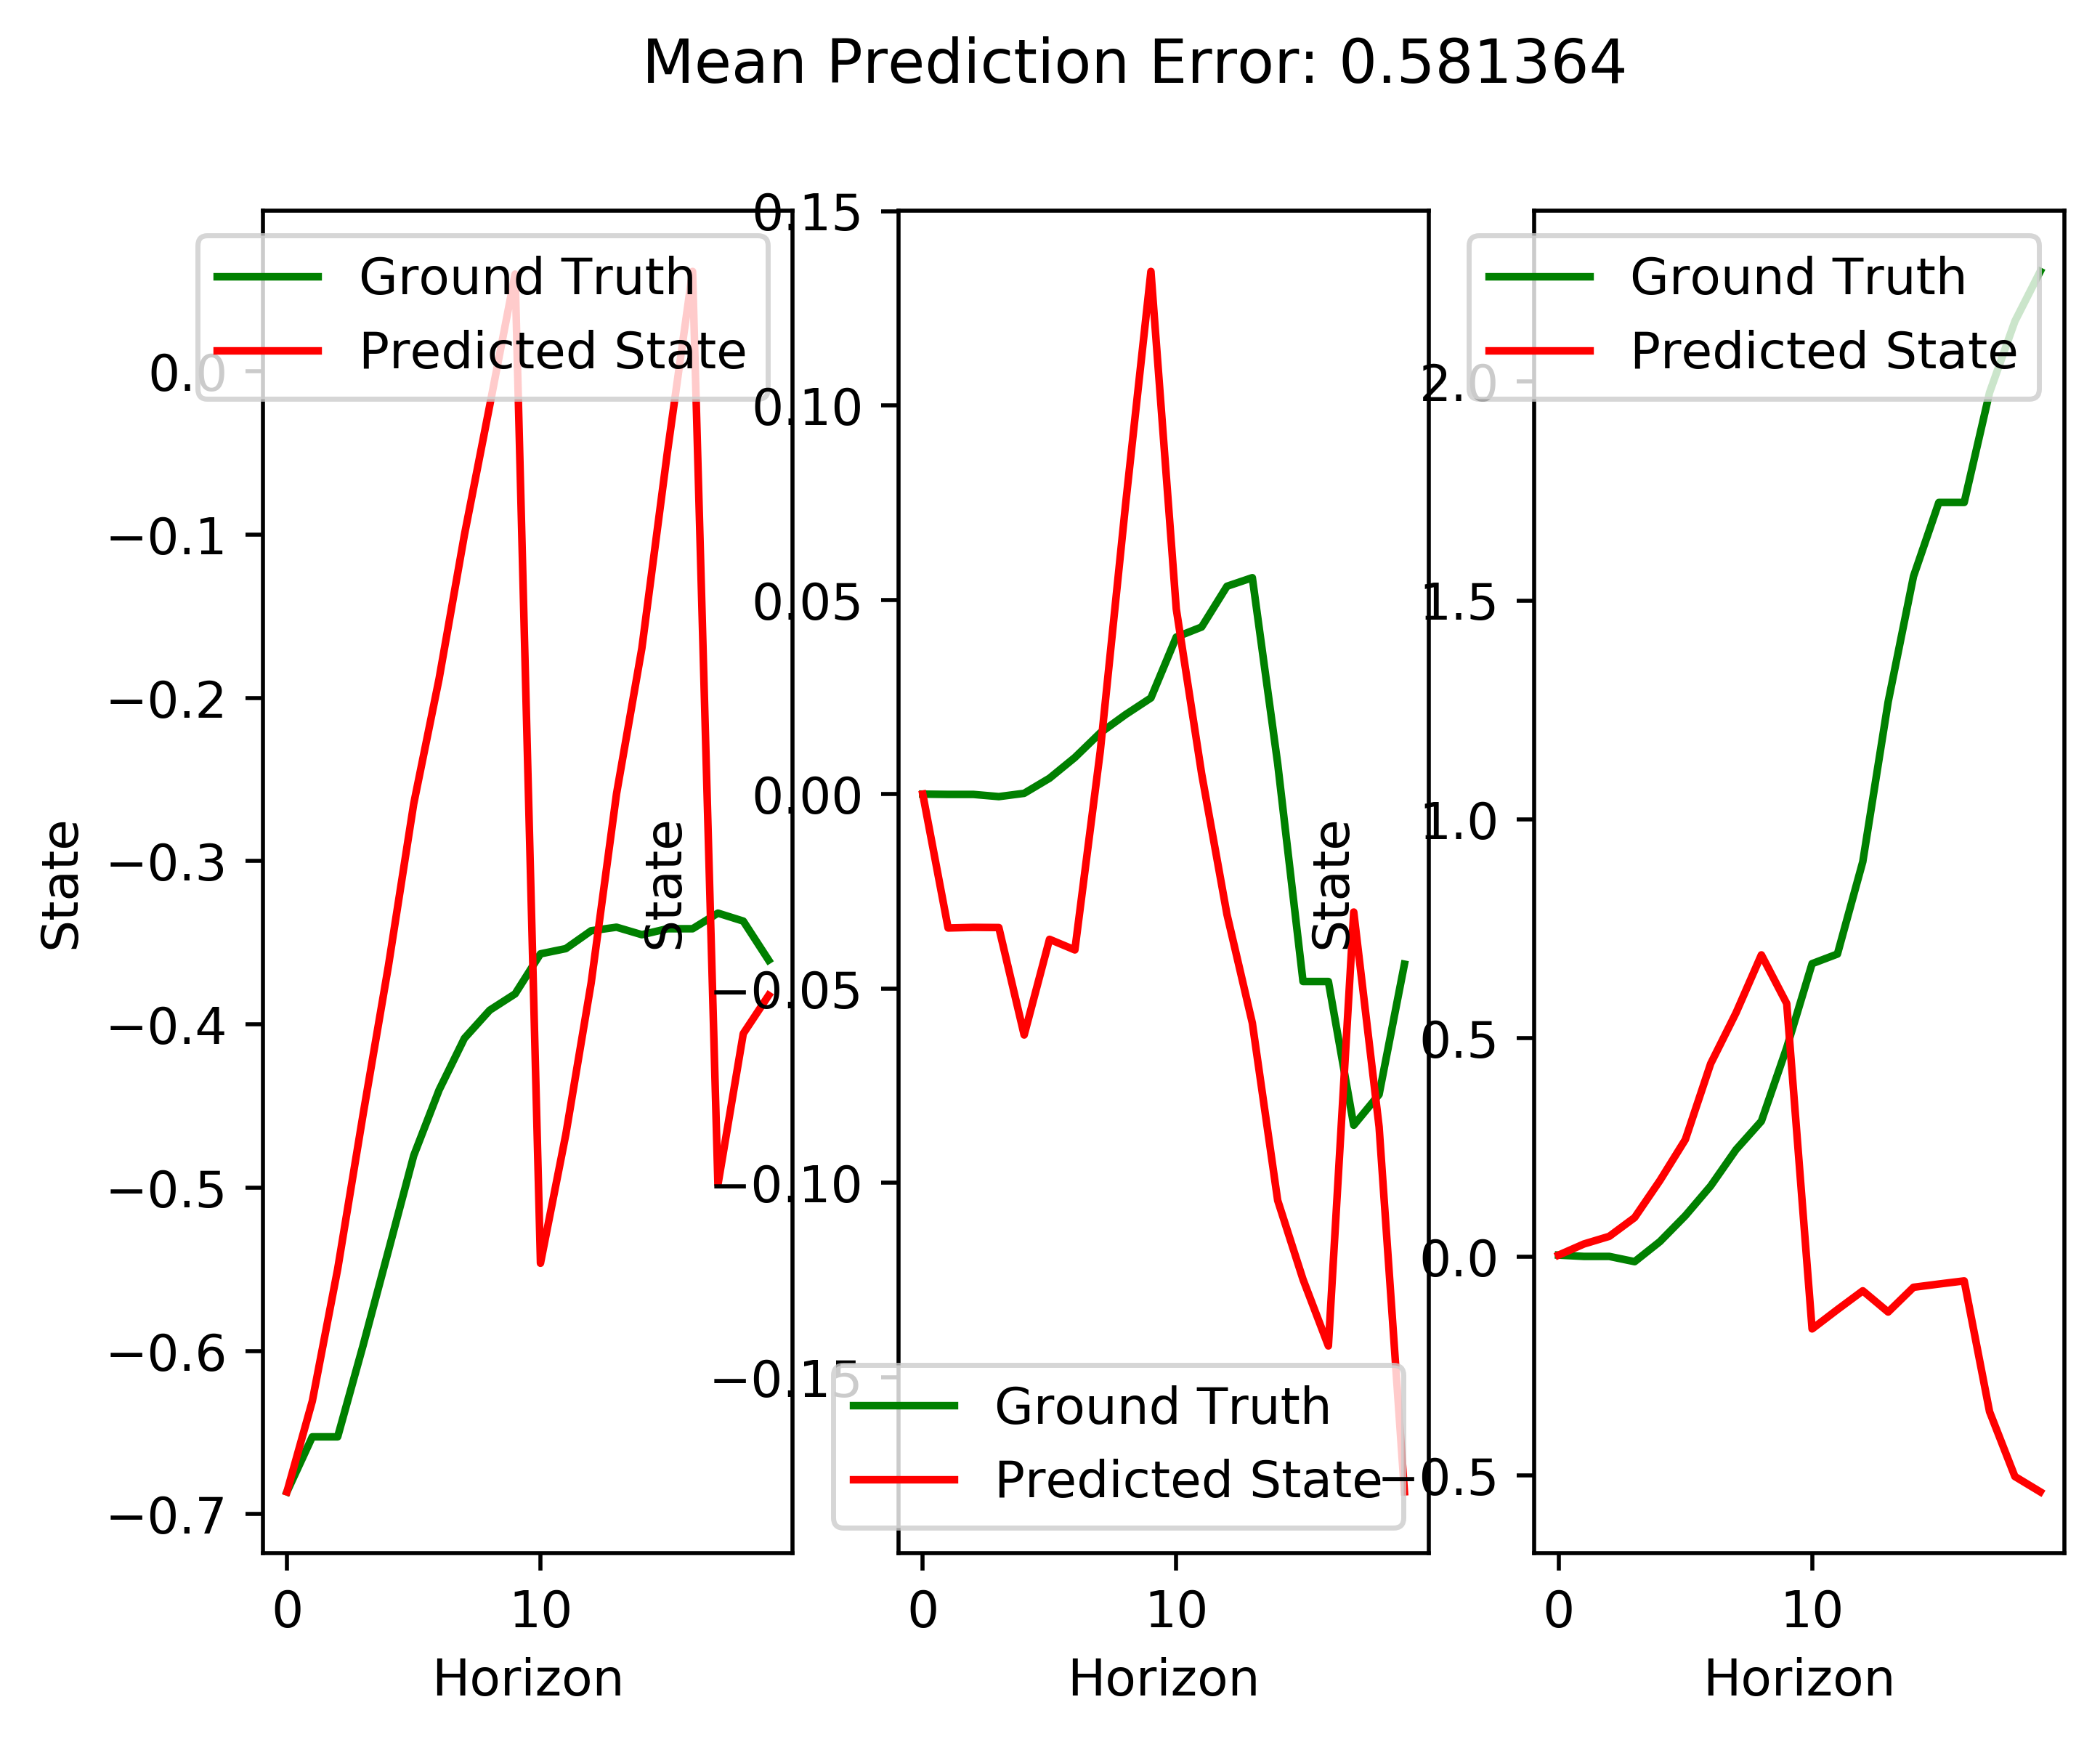 Mean Prediction Error: 0.581364
Ground Truth
Predicted State
0.0
−0.1
−0.2
−0.3
−0.4
−0.5
−0.6
−0.7
State
0
10
Horizon
0.15
0.10
0.05
0.00
−0.05
−0.10
−0.15
State
Ground Truth
Predicted State
0
10
Horizon
Ground Truth
Predicted State
2.0
1.5
1.0
0.5
0.0
−0.5
State
0
10
Horizon